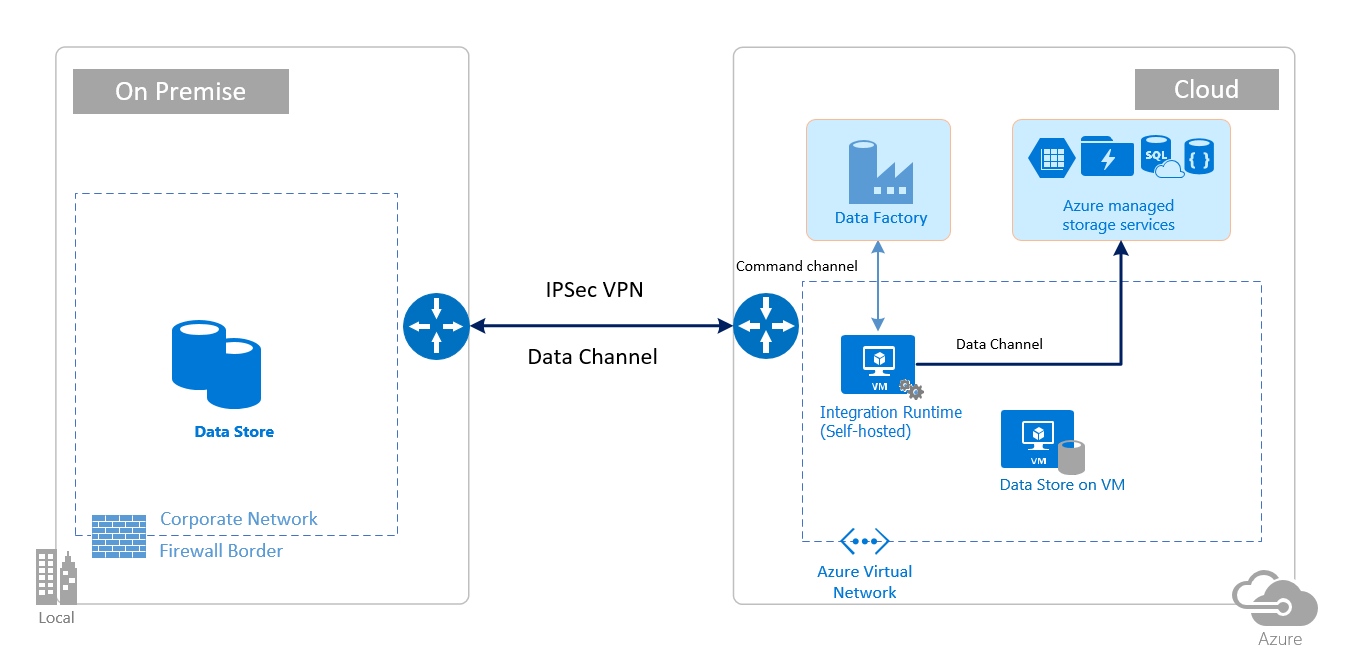 On Premise
Cloud
SQL
{ }
Data Factory
Azure managed
storage services
Command channel
IPSec VPN
Data Channel
Data Channel
VM
Integration Runtime
(Self-hosted)
Data Store
VM
Data Store on VM
Corporate Network
Firewall Border
Azure Virtual
Network
Local
Azure